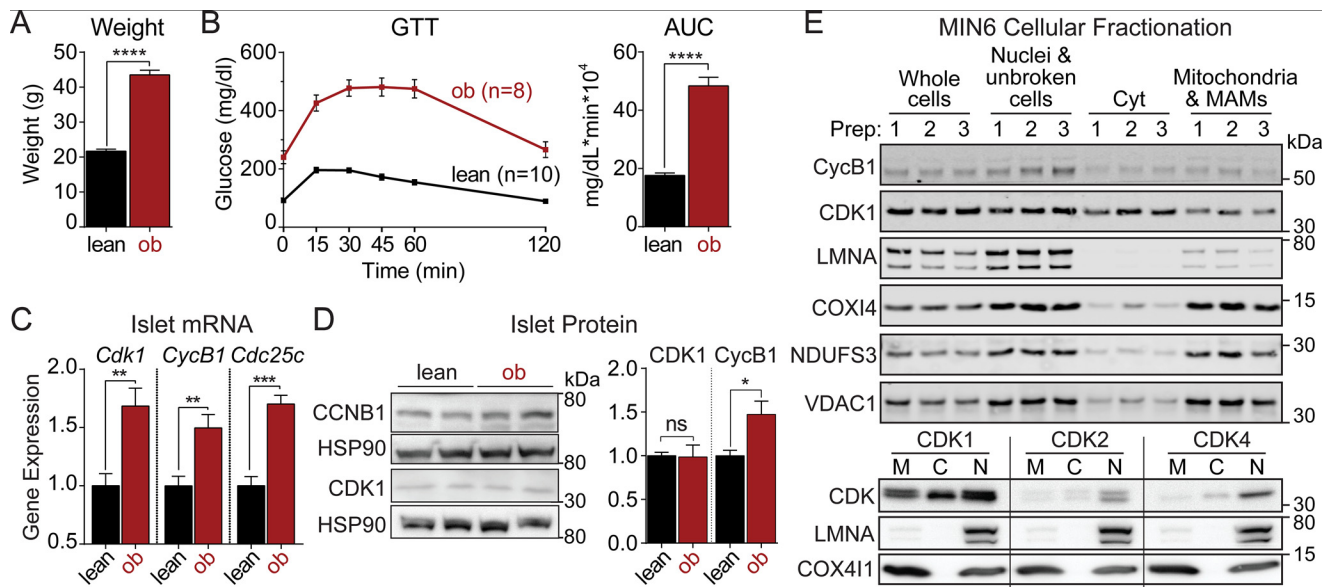 A
Weight
Weight (g)
50
40
30
20
10
0
****
lean
ob
B
GTT
Glucose (mg/dl)
600
400
200
0
ob (n=8)
lean (n=10)
0 15 30 45 60 120
Time (min)
AUC
mg/dL*min*10⁴
60
40
20
0
****
lean
ob
C
Islet mRNA
Cdk1 CycB1 Cdc25c
Gene Expression
2.0
1.5
1.0
0.5
** ** ***
lean ob lean ob lean ob
D
Islet Protein
lean ob kDa
CCNB1 80
HSP90 80
CDK1 30
HSP90 80
CDK1 CycB1
2.0
1.5
1.0
0.5
0.0
ns *
lean ob lean ob
E
MIN6 Cellular Fractionation
Whole cells
Nuclei & unbroken cells
Cyt
Mitochondria & MAMs
Prep: 1 2 3 1 2 3 1 2 3 1 2 3 kDa
CycB1 50
CDK1 30
LMNA 80
COXI4 15
NDUFS3 30
VDAC1 30
CDK1 CDK2 CDK4
M C N M C N M C N
CDK 30
LMNA 80
COX4I1 15